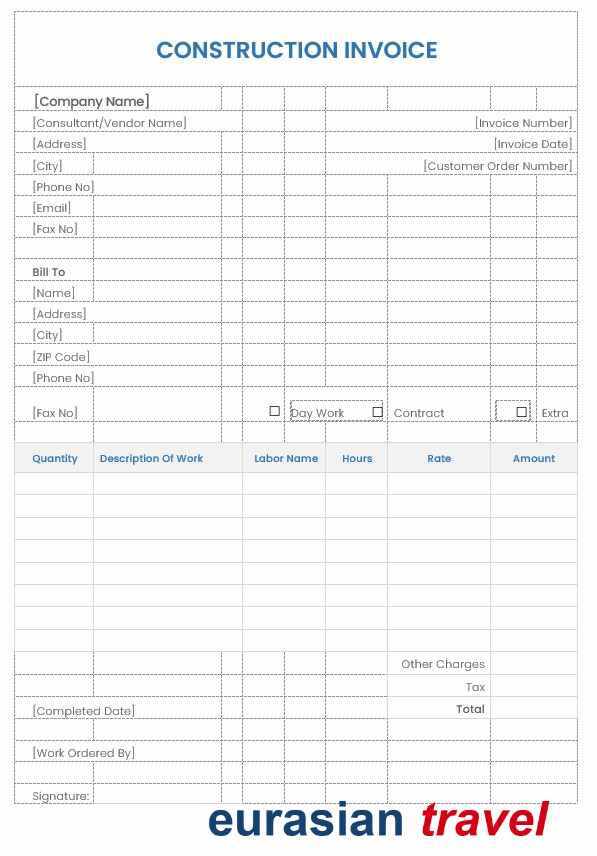 CONSTRUCTION INVOICE
[Company Name]
[Consultant/Vendor Name] [Invoice Number]
[Address] [Invoice Date]
[City] [Customer Order Number]
[Phone No]
[Email]
[Fax No]
Bill To
[Name]
[Address]
[City]
[ZIP Code]
[Phone No]
[Fax No] ☐ Day Work ☐ Contract ☐ Extra
Quantity Description Of Work Labor Name Hours Rate Amount
Other Charges
Tax
[Completed Date] Total
[Work Ordered By]
Signature:
eurasian travel